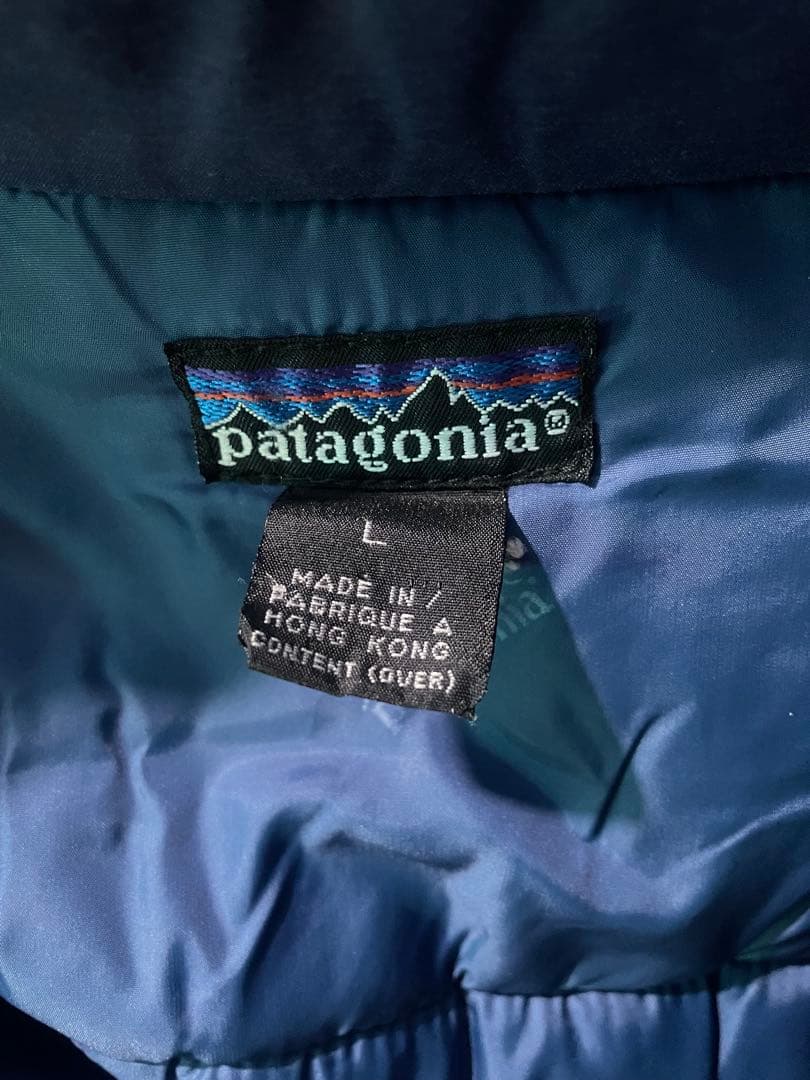 patagonia®
L
MADE IN /
FABRIQUE A
HONG KONG
CONTENT (OVER)